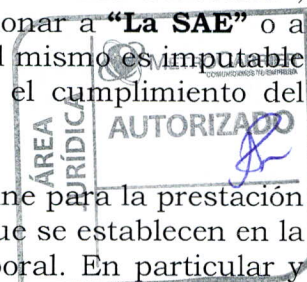 onar a “La SAE” o a
l mismo es imputable
el cumplimiento del
AUTORIZADO
ÁREA
JURÍDICA
ne para la prestación
ue se establecen en la
oral. En particular y